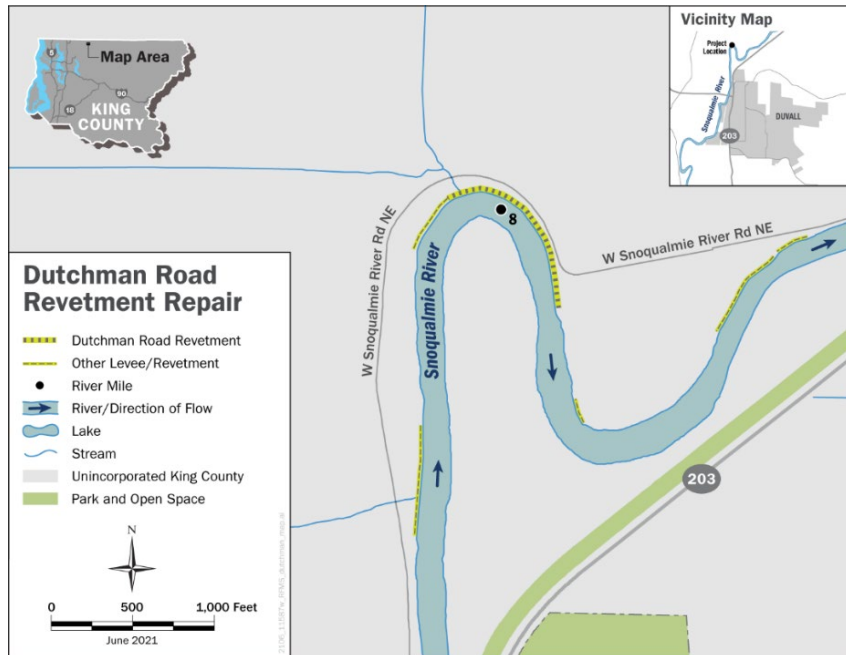 Map Area
5
90
18
KING
COUNTY
Vicinity Map
Project
Location
Snoqualmie River
DUVALL
203
8
W Snoqualmie River Rd NE
W Snoqualmie River Rd NE
Snoqualmie River
203
Dutchman Road
Revetment Repair
Dutchman Road Revetment
Other Levee/Revetment
River Mile
River/Direction of Flow
Lake
Stream
Unincorporated King County
Park and Open Space
N
0 500 1,000 Feet
June 2021